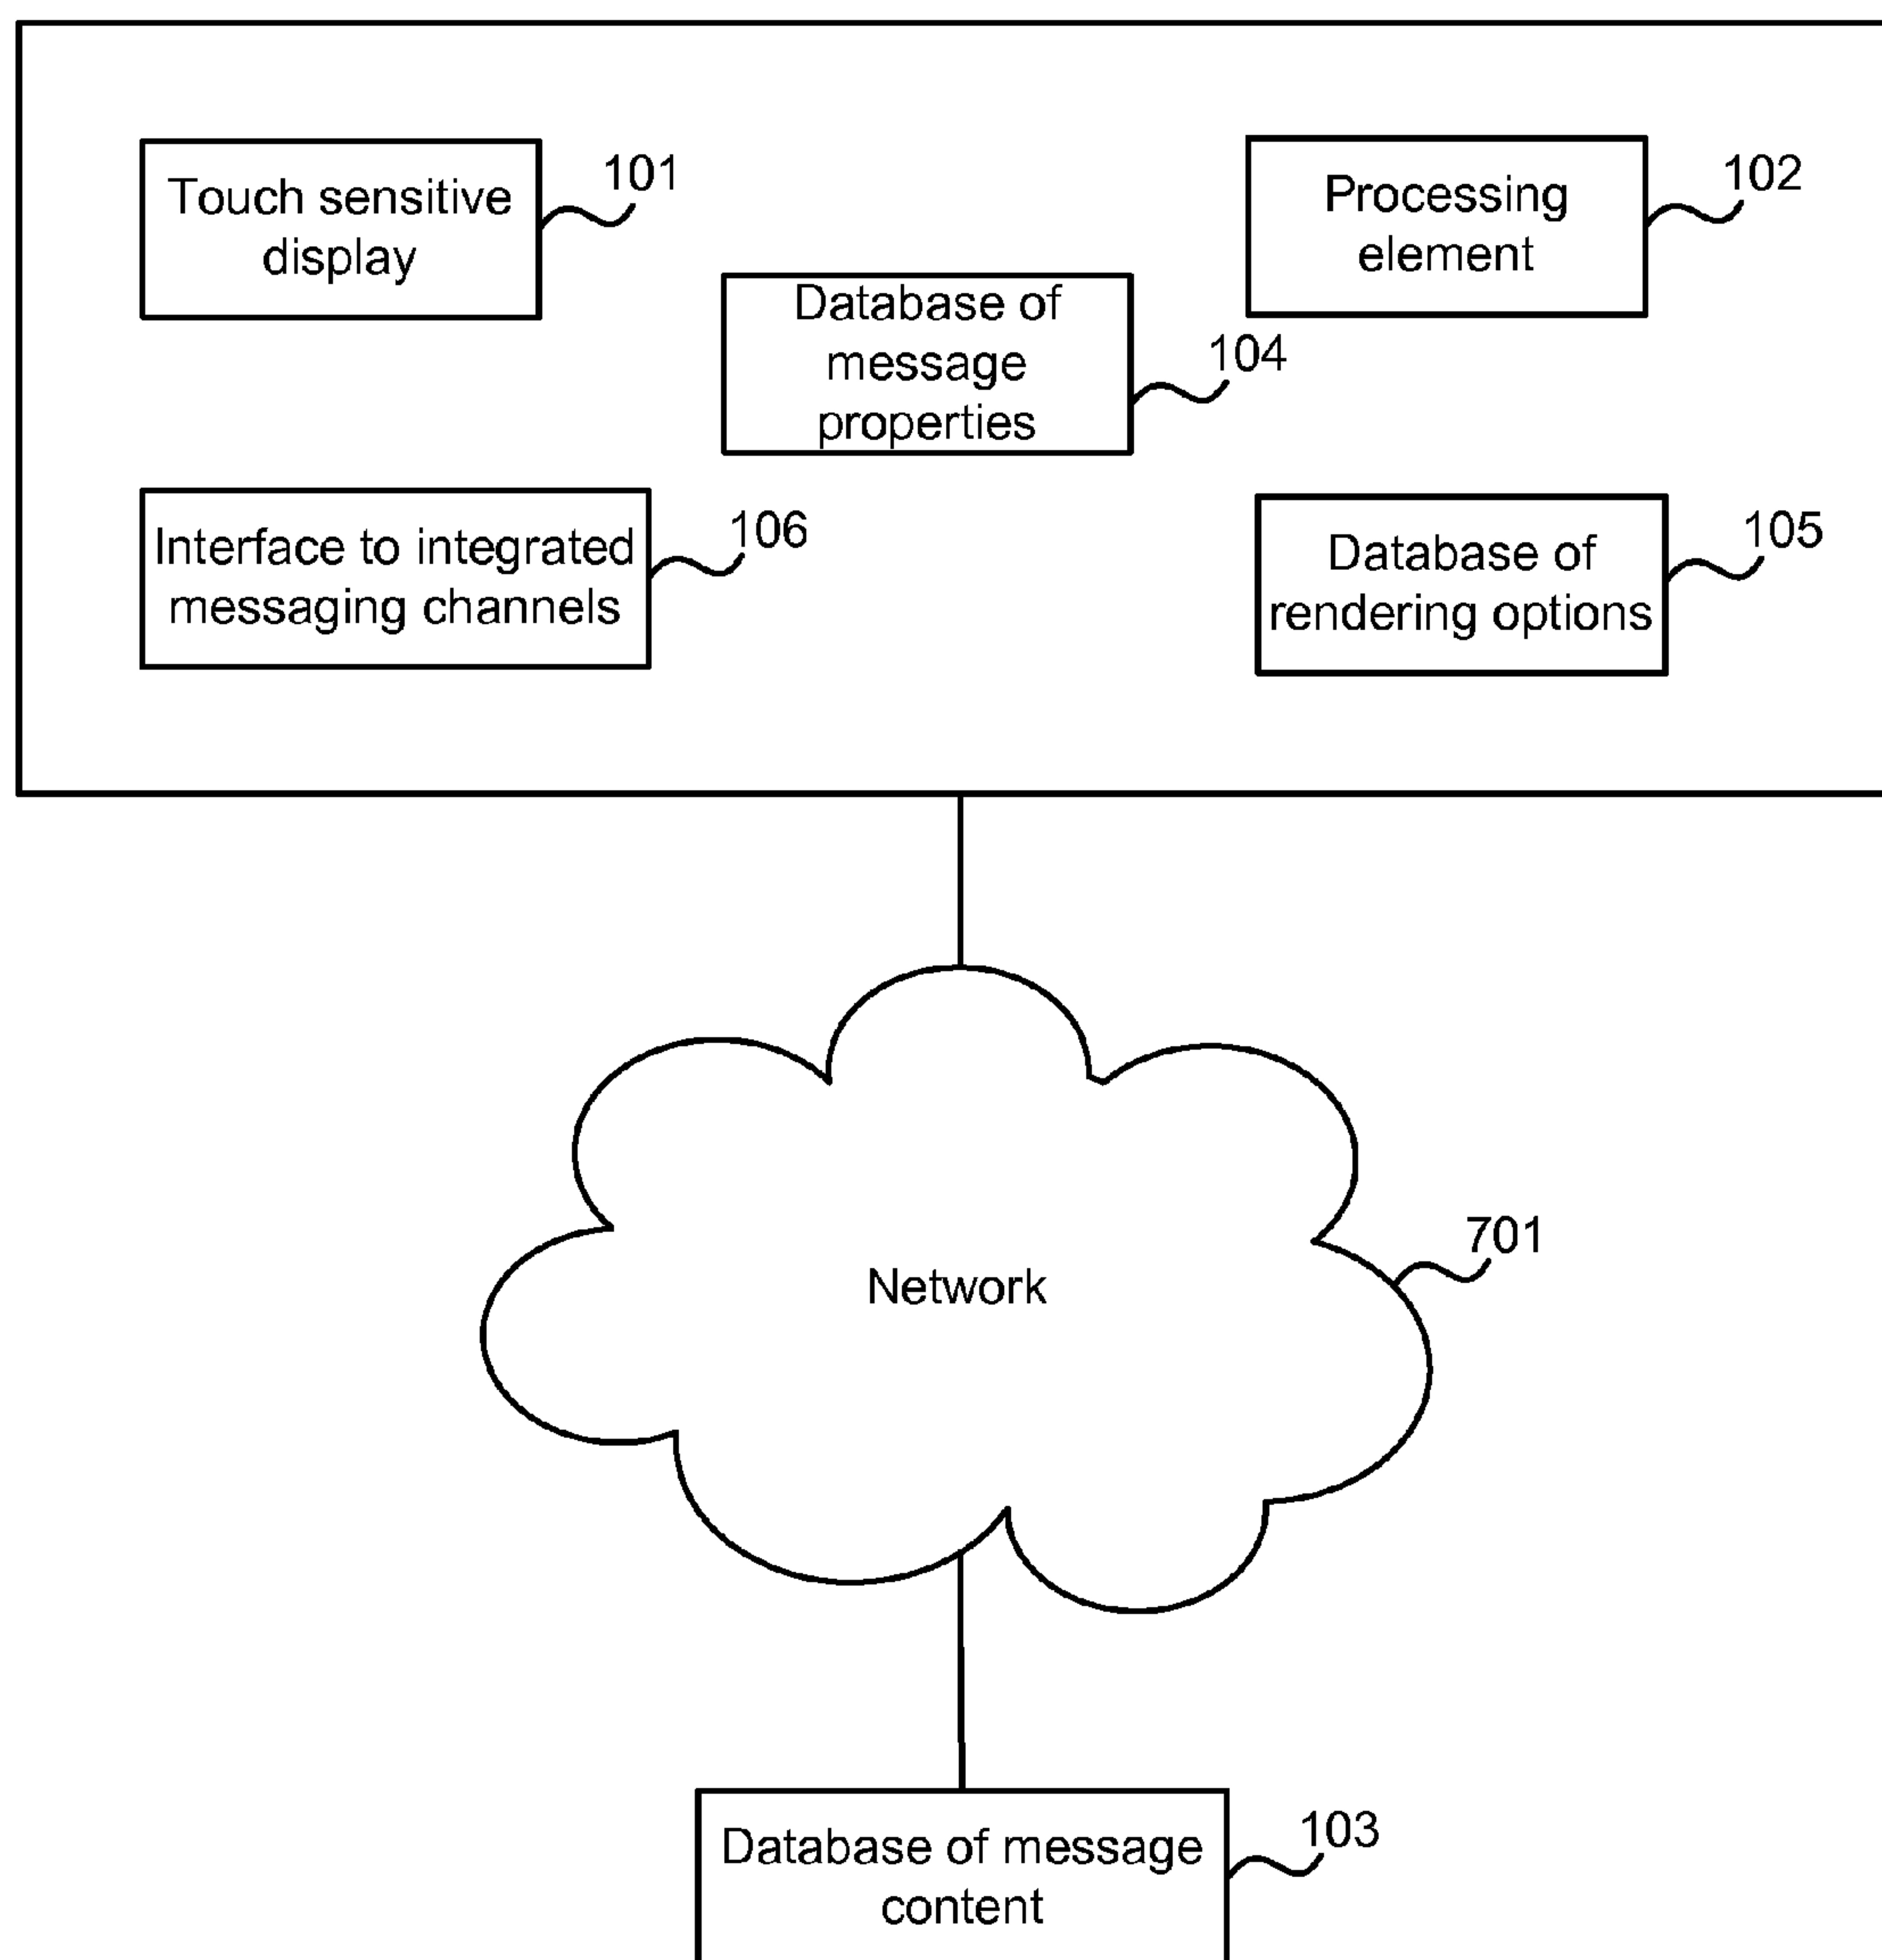 Touch sensitive
display
101
Processing
element
102
Database of
message
properties
104
Interface to integrated
messaging channels
106
Database of
rendering options
105
Network
701
Database of message
content
103